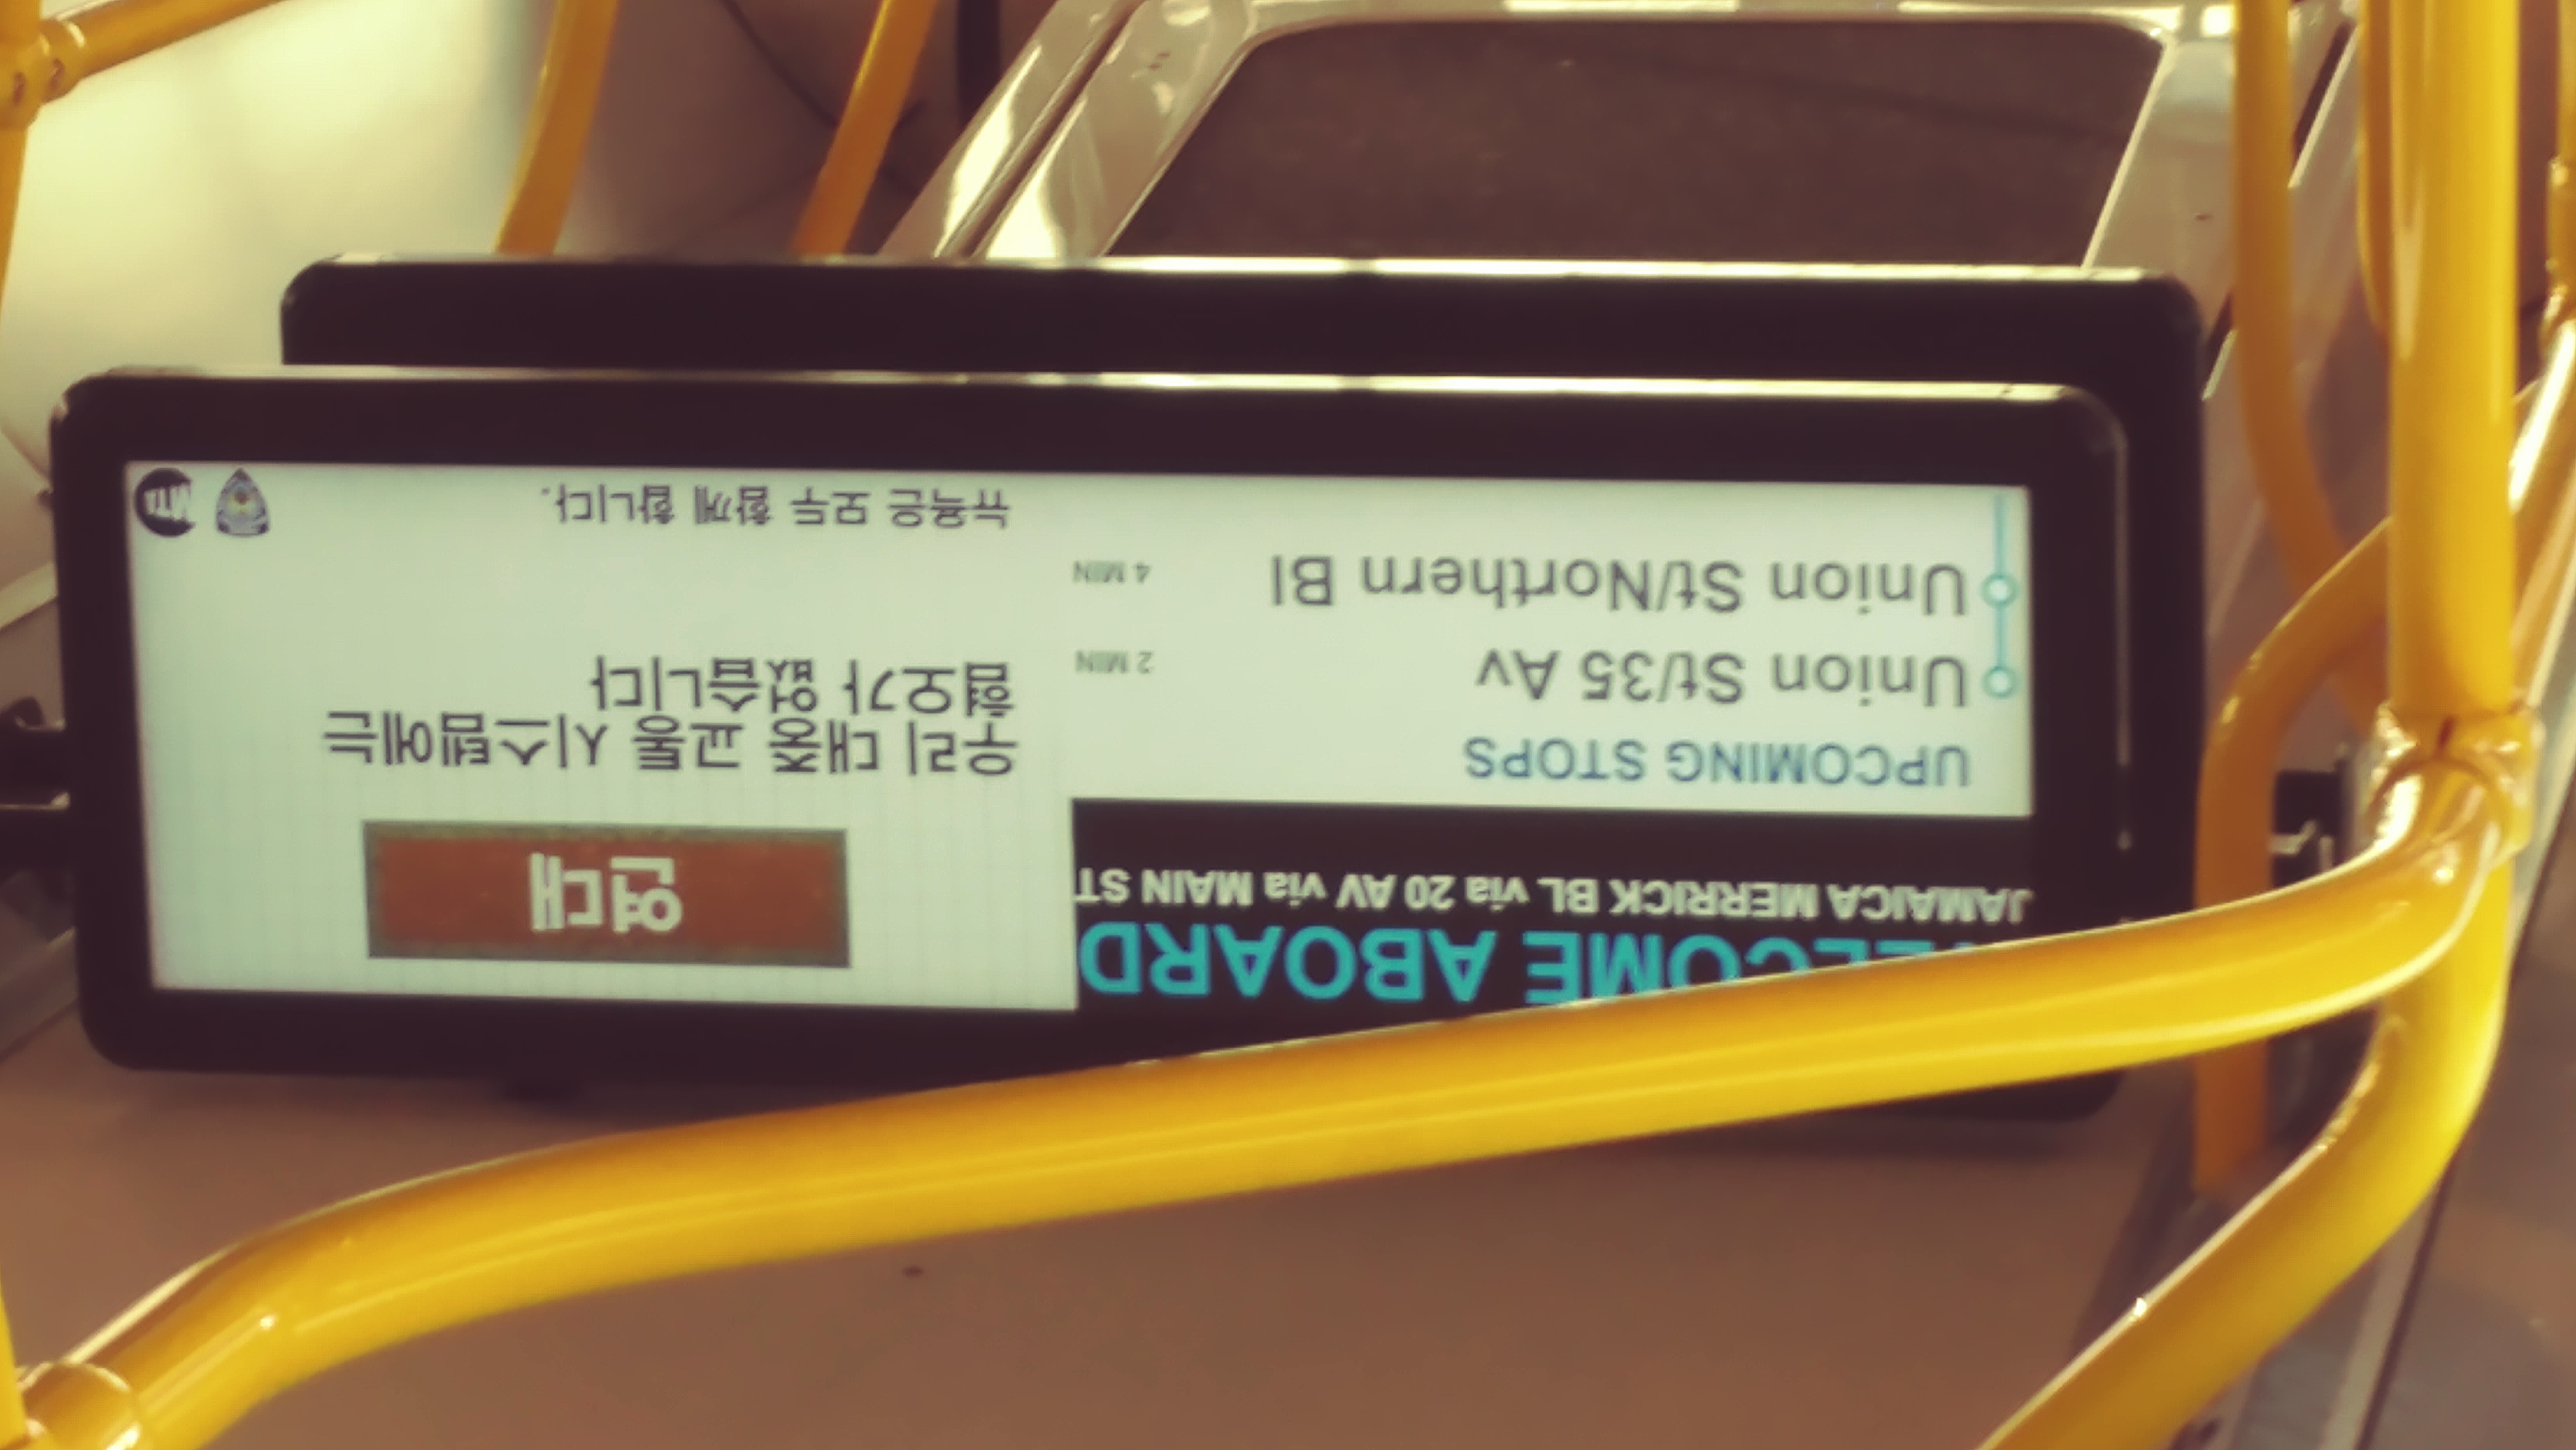 WELCOME ABOARD
JAMAICA MERRICK BL via 20 AV via MAIN ST
UPCOMING STOPS
Union St/35 Av 2 MIN
Union St/Northern Bl 4 MIN
연대
우리 대중 교통 시스템에는
혐오가 없습니다
뉴욕은 모두 함께 합니다.
MTA